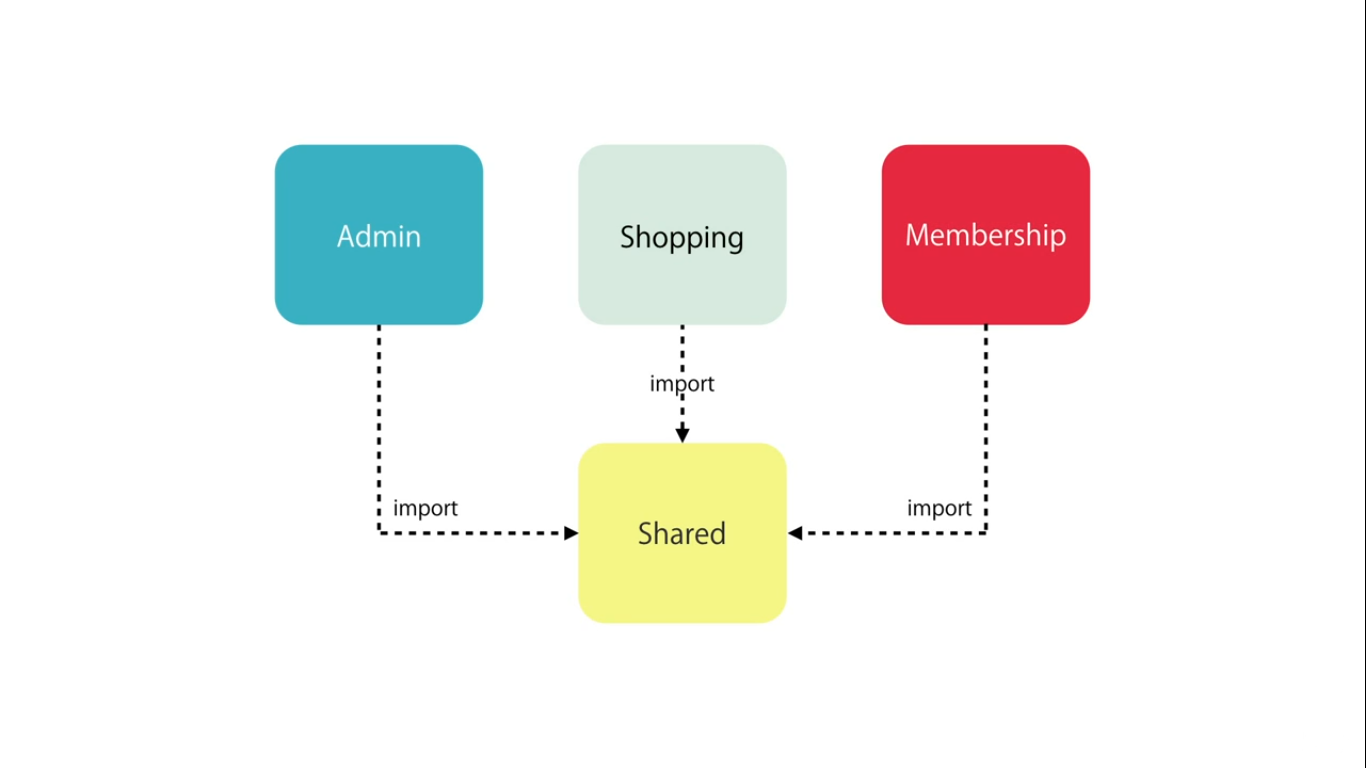 Admin
Shopping
Membership
import
import
import
Shared